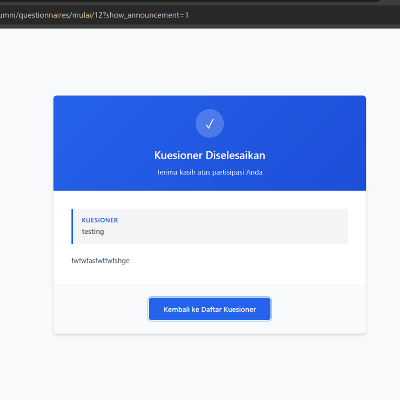 umni/questionnaires/mulai/12?show_announcement=1
Kuesioner Diselesaikan
Terima kasih atas partisipasi Anda
KUESIONER
testing
Kembali ke Daftar Kuesioner